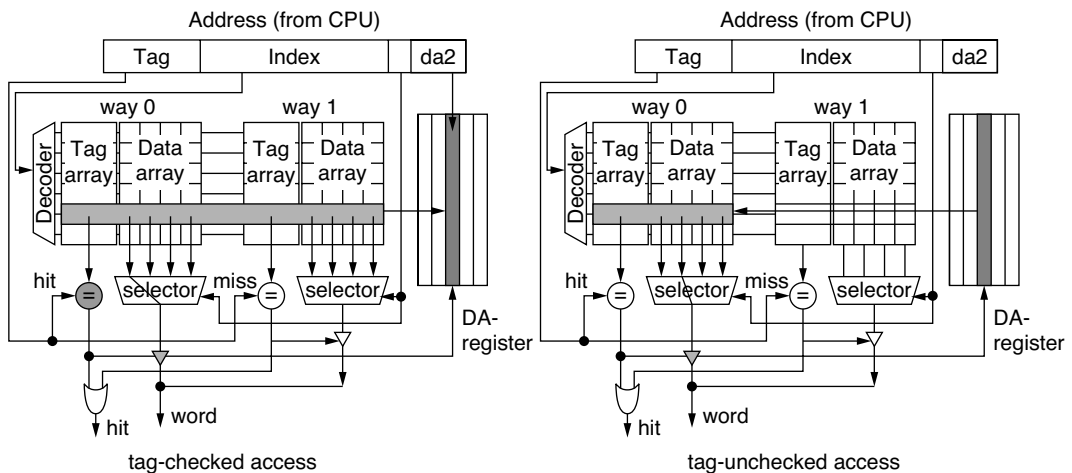 Address (from CPU)
Tag
Index
da2
way 0
way 1
Decoder
Tag
array
Data
array
Tag
array
Data
array
hit
=
selector
miss
=
selector
DA-
register
word
hit
tag-checked access
Address (from CPU)
Tag
Index
da2
way 0
way 1
Decoder
Tag
array
Data
array
Tag
array
Data
array
hit
=
selector
miss
=
selector
DA-
register
word
hit
tag-unchecked access